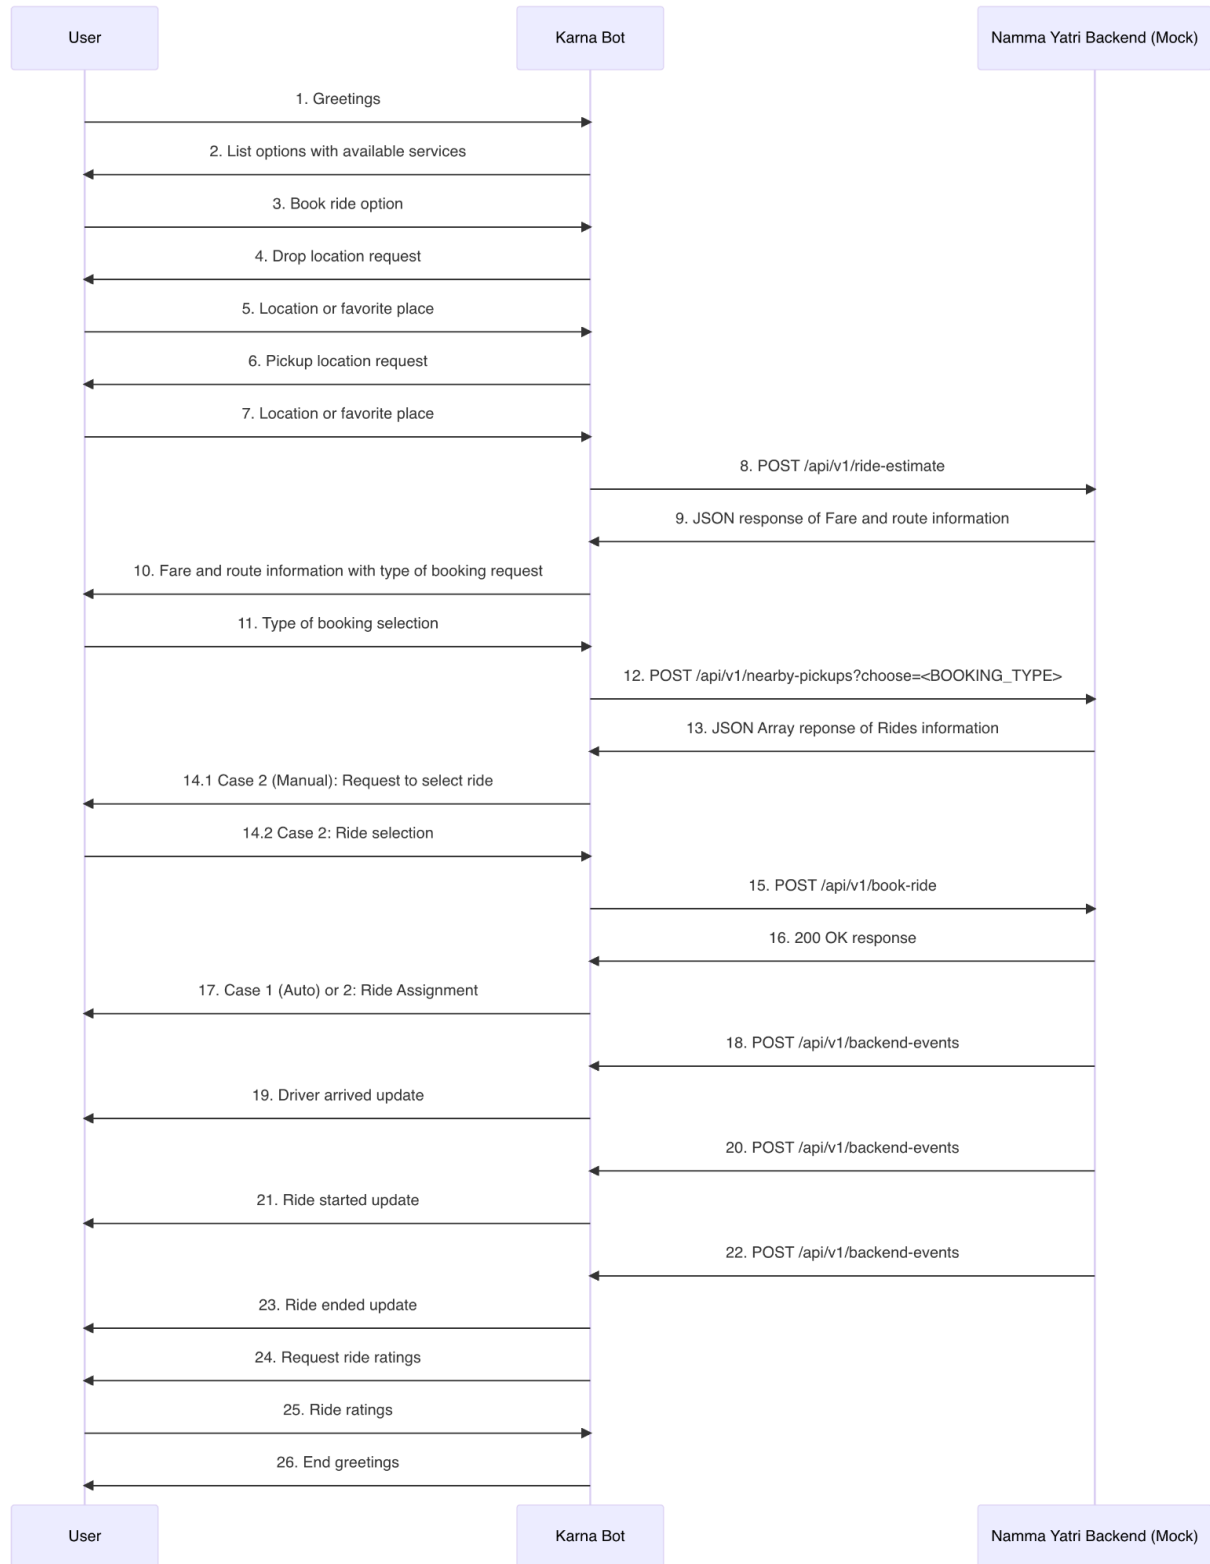 User
Karna Bot
Namma Yatri Backend (Mock)
1. Greetings
2. List options with available services
3. Book ride option
4. Drop location request
5. Location or favorite place
6. Pickup location request
7. Location or favorite place
8. POST /api/v1/ride-estimate
9. JSON response of Fare and route information
10. Fare and route information with type of booking request
11. Type of booking selection
12. POST /api/v1/nearby-pickups?choose=<BOOKING_TYPE>
13. JSON Array reponse of Rides information
14.1 Case 2 (Manual): Request to select ride
14.2 Case 2: Ride selection
15. POST /api/v1/book-ride
16. 200 OK response
17. Case 1 (Auto) or 2: Ride Assignment
18. POST /api/v1/backend-events
19. Driver arrived update
20. POST /api/v1/backend-events
21. Ride started update
22. POST /api/v1/backend-events
23. Ride ended update
24. Request ride ratings
25. Ride ratings
26. End greetings
User
Karna Bot
Namma Yatri Backend (Mock)